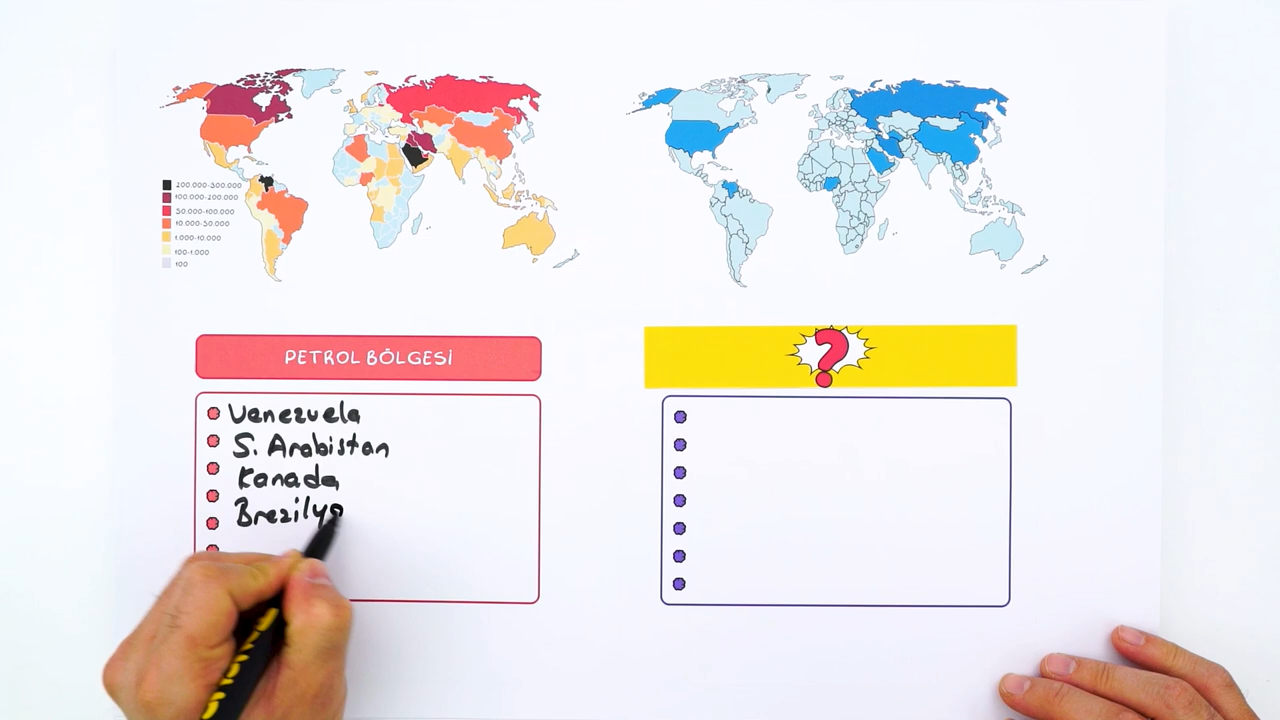 200.000-300.000
100.000-200.000
50.000-100.000
10.000-50.000
1.000-10.000
100-1.000
100
PETROL BÖLGESİ
?
Venezuela
S. Arabistan
Kanada
Brezilya